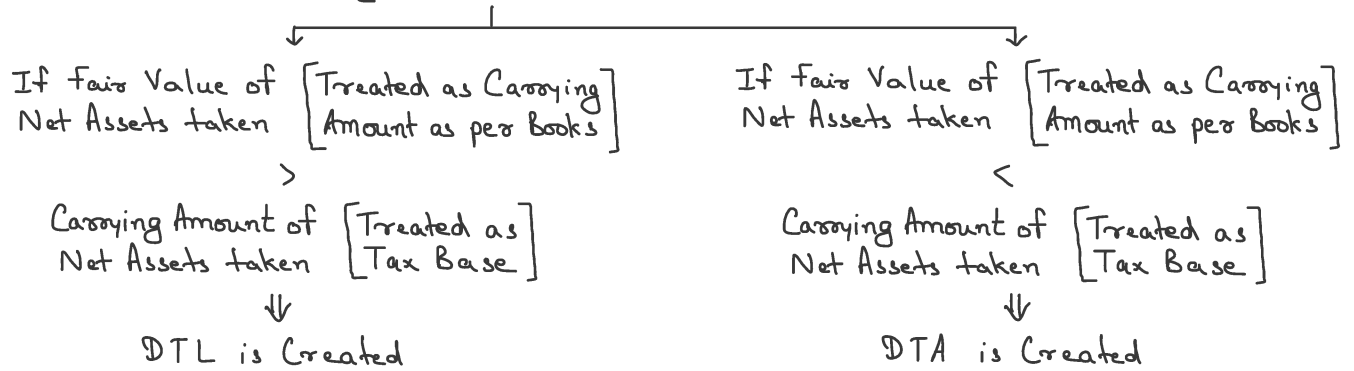 If Fair Value of [Treated as Carrying
Net Assets taken Amount as per Books]
>
Carrying Amount of [Treated as
Net Assets taken Tax Base]
⇓
DTL is Created
If Fair Value of [Treated as Carrying
Net Assets taken Amount as per Books]
<
Carrying Amount of [Treated as
Net Assets taken Tax Base]
⇓
DTA is Created